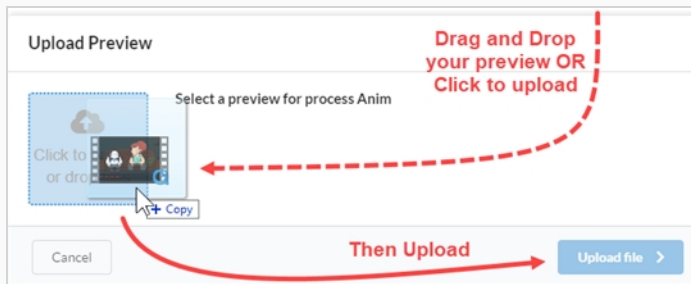 Upload Preview
Drag and Drop
your preview OR
Click to upload
Select a preview for process Anim
Click to
or drop
+ Copy
Then Upload
Cancel
Upload file >